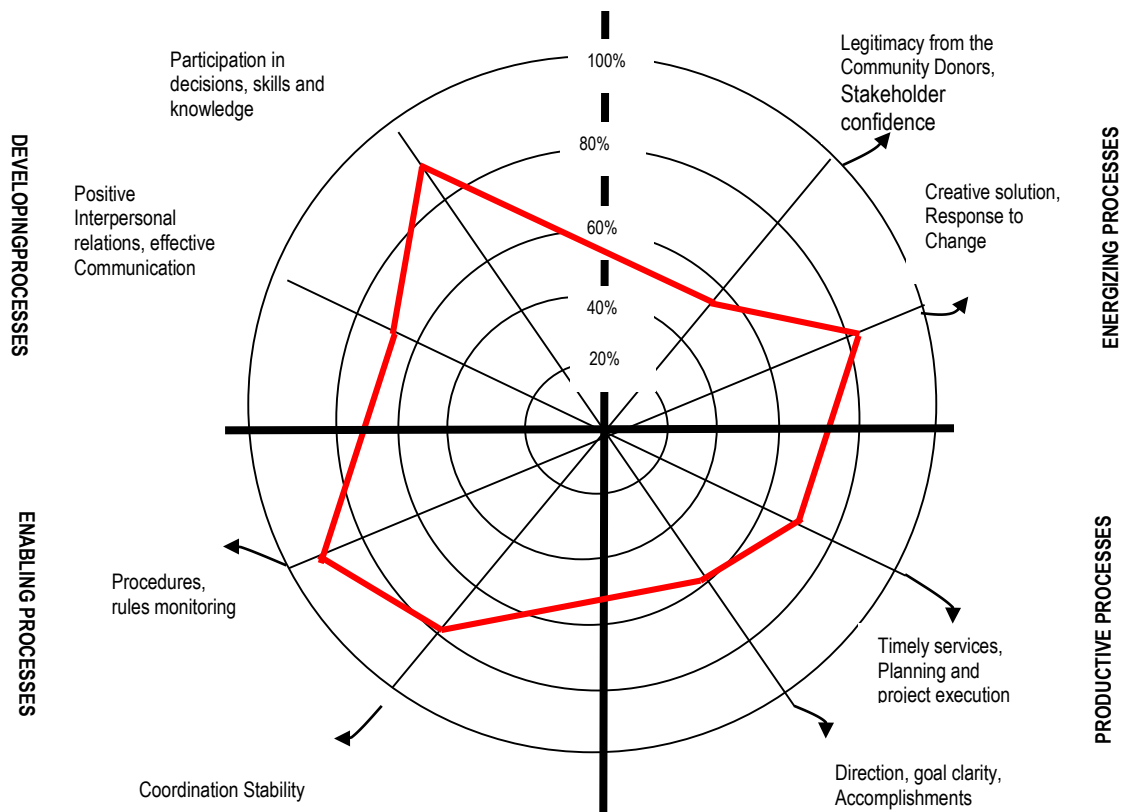 Participation in
decisions, skills and
knowledge
100%
Legitimacy from the
Community Donors,
Stakeholder
confidence
80%
DEVELOPINGPROCESSES
Positive
Interpersonal
relations, effective
Communication
60%
Creative solution,
Response to
Change
ENERGIZING PROCESSES
40%
20%
ENABLING PROCESSES
Procedures,
rules monitoring
Timely services,
Planning and
project execution
PRODUCTIVE PROCESSES
Coordination Stability
Direction, goal clarity,
Accomplishments